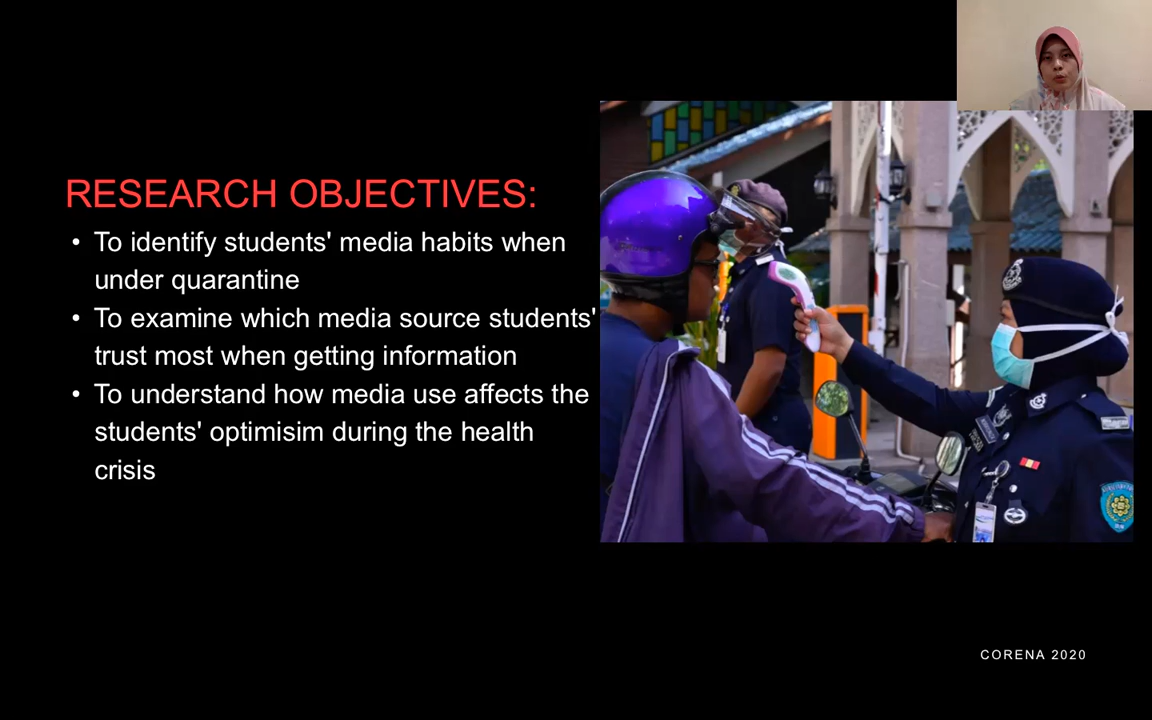 RESEARCH OBJECTIVES:
• To identify students' media habits when
under quarantine
• To examine which media source students'
trust most when getting information
• To understand how media use affects the
students' optimisim during the health
crisis
CORENA 2020